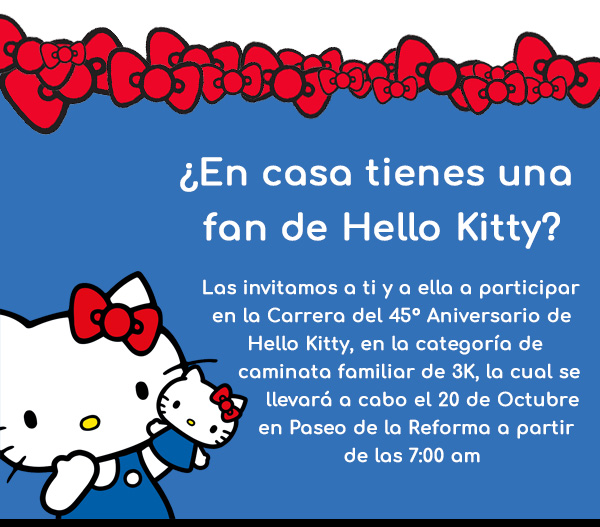 ¿En casa tienes una
fan de Hello Kitty?
Las invitamos a ti y a ella a participar
en la Carrera del 45° Aniversario de
Hello Kitty, en la categoría de
caminata familiar de 3K, la cual se
llevará a cabo el 20 de Octubre
en Paseo de la Reforma a partir
de las 7:00 am